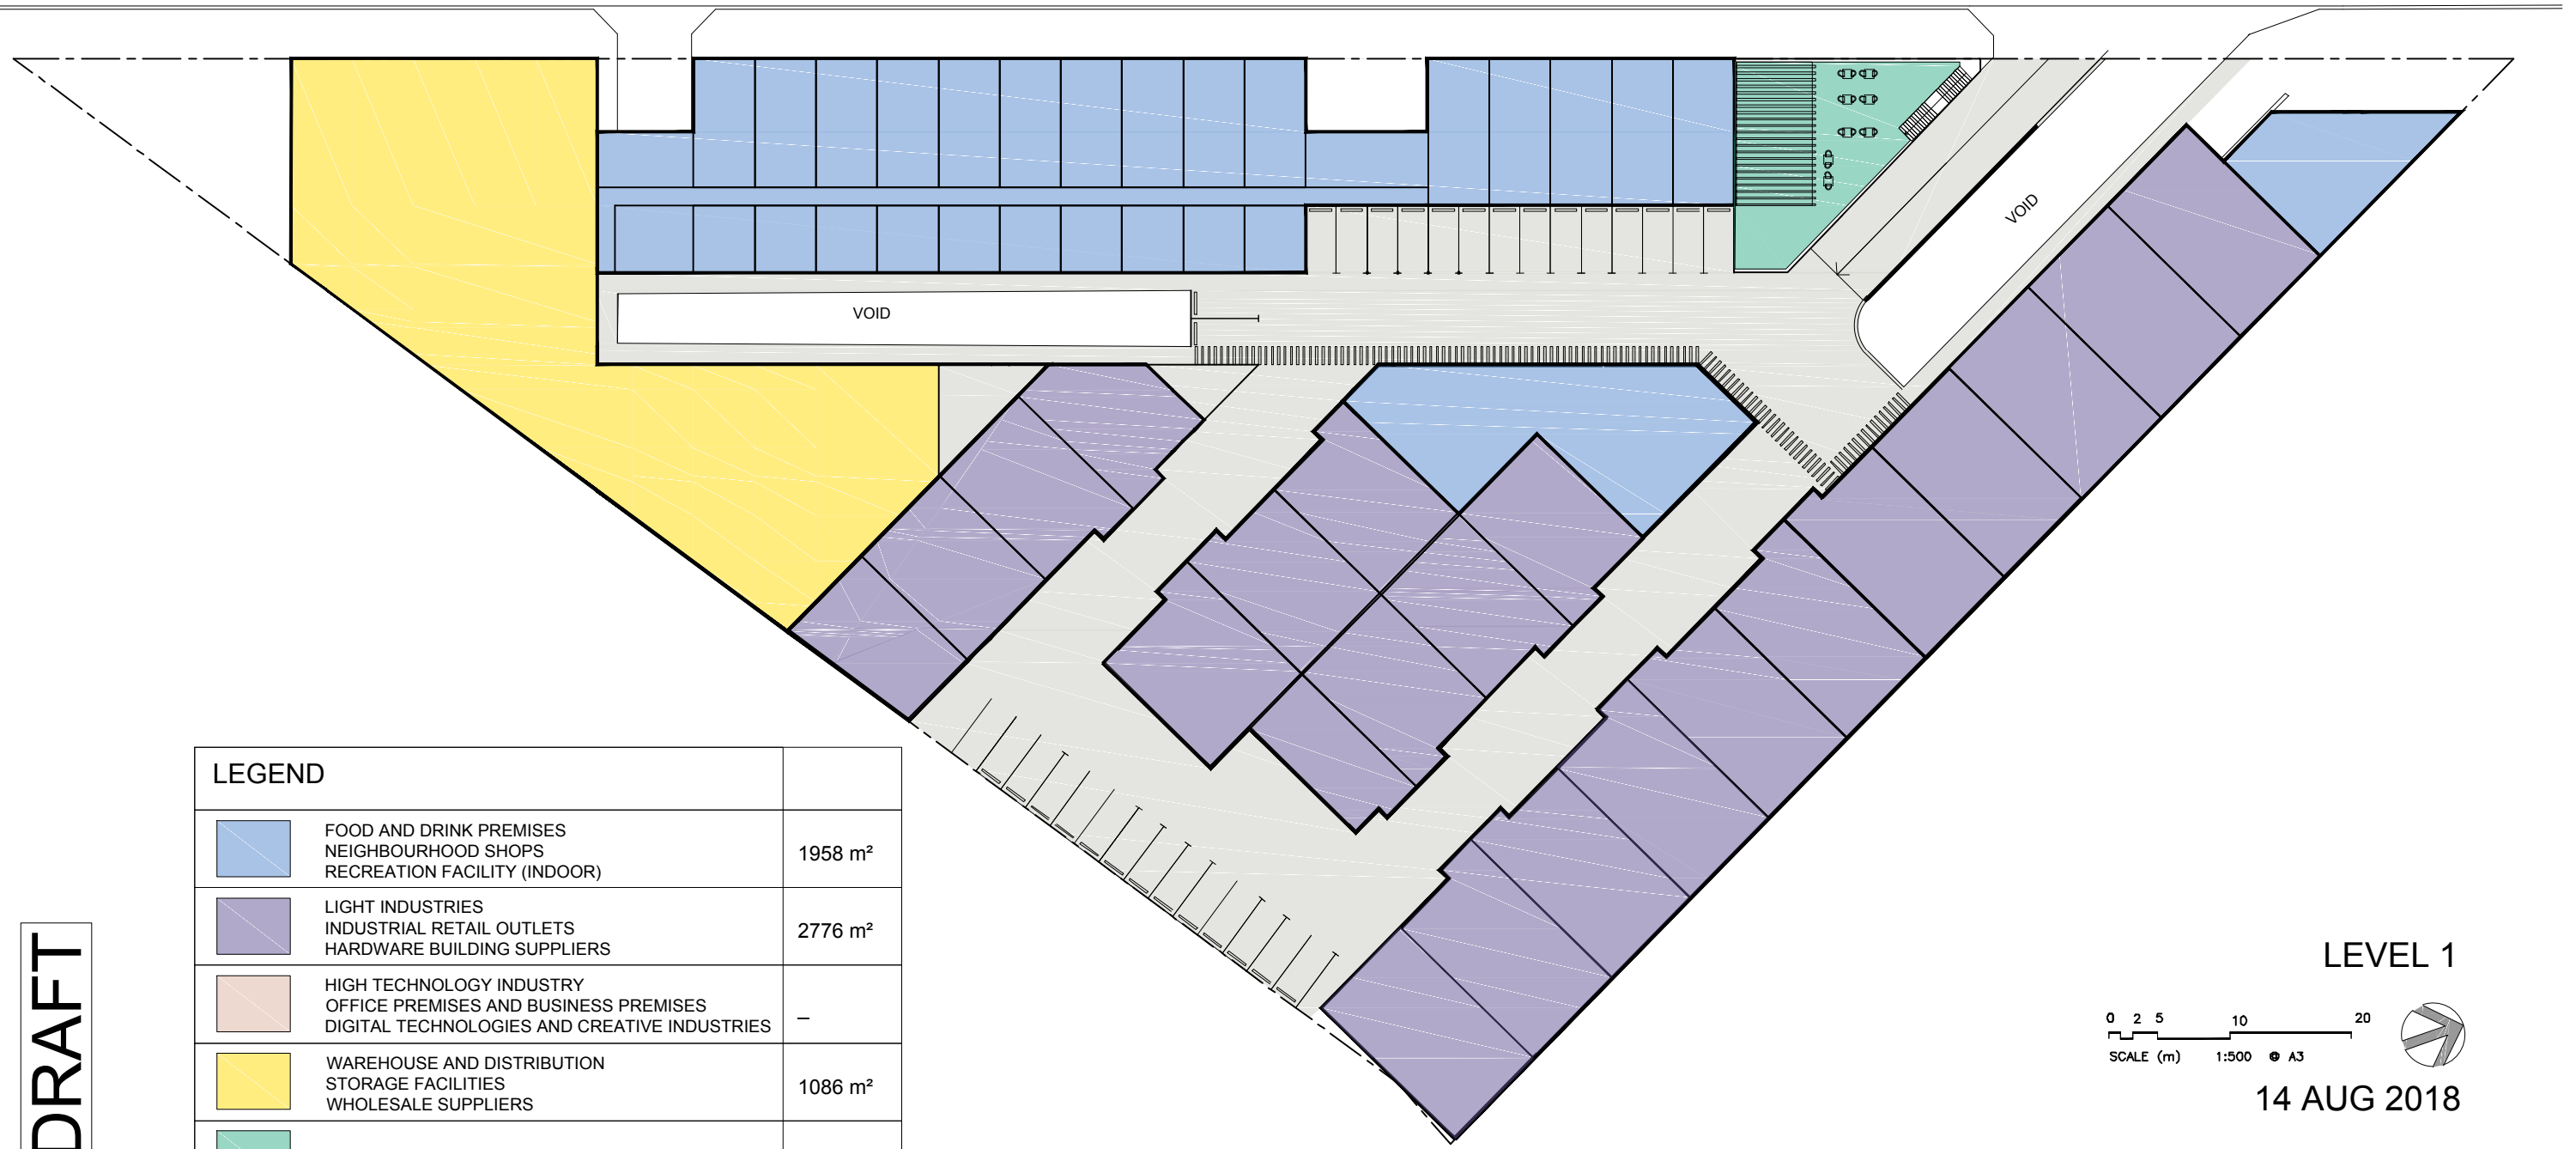 VOID
VOID
LEGEND
FOOD AND DRINK PREMISES
NEIGHBOURHOOD SHOPS
RECREATION FACILITY (INDOOR)
1958 m²
LIGHT INDUSTRIES
INDUSTRIAL RETAIL OUTLETS
HARDWARE BUILDING SUPPLIERS
2776 m²
HIGH TECHNOLOGY INDUSTRY
OFFICE PREMISES AND BUSINESS PREMISES
DIGITAL TECHNOLOGIES AND CREATIVE INDUSTRIES
–
WAREHOUSE AND DISTRIBUTION
STORAGE FACILITIES
WHOLESALE SUPPLIERS
1086 m²
DRAFT
LEVEL 1
0 2 5 10 20
SCALE (m) 1:500 @ A3
14 AUG 2018